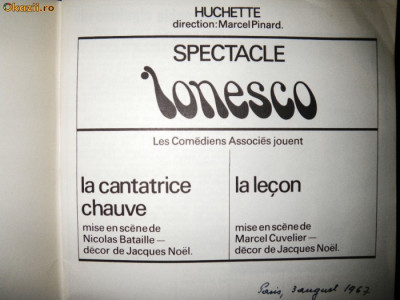 Okazii.ro
HUCHETTE
direction: Marcel Pinard.
SPECTACLE
Ionesco
Les Comédiens Associés jouent
la cantatrice
chauve
mise en scène de
Nicolas Bataille —
décor de Jacques Noël.
la leçon
mise en scène de
Marcel Cuvelier —
décor de Jacques Noël.
Paris, 3 august 1967